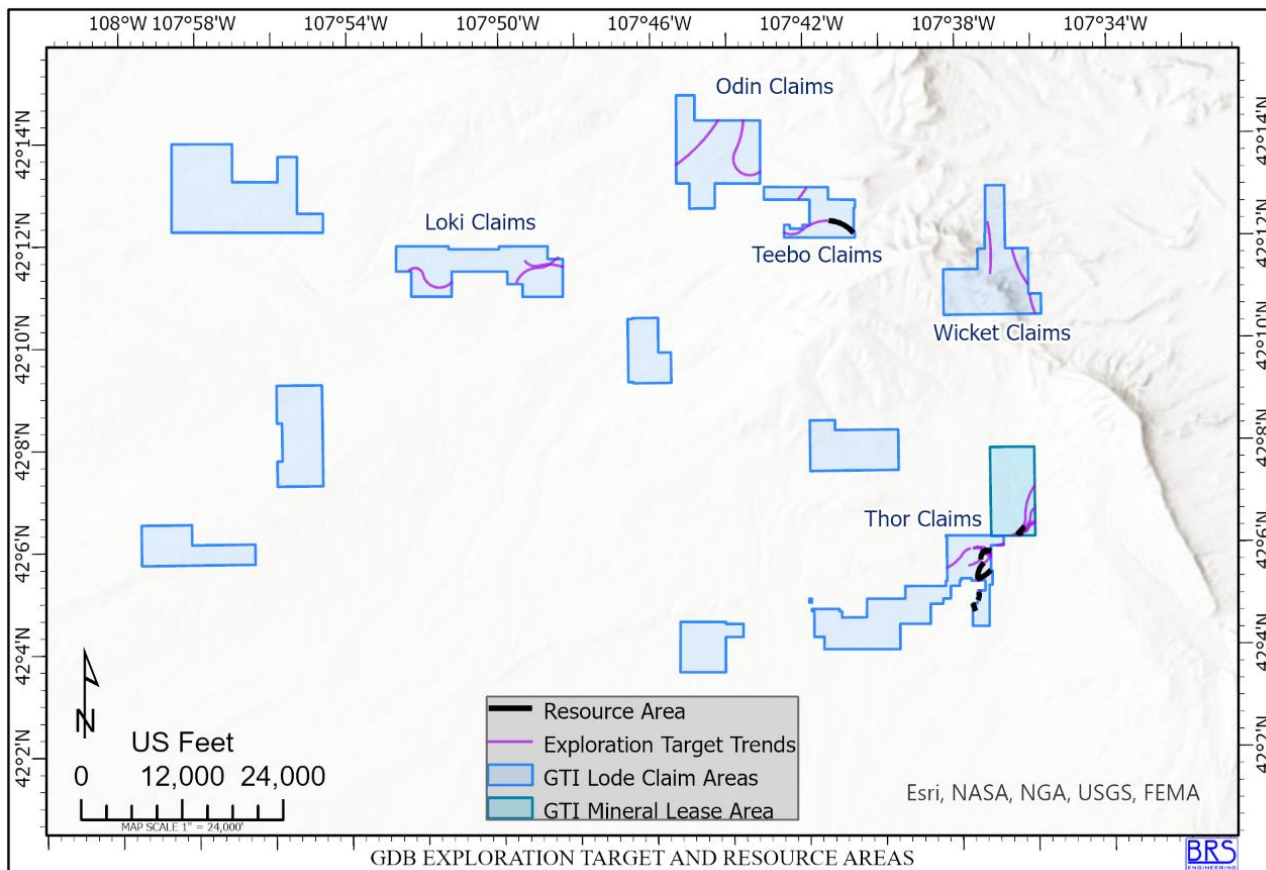 108°W 107°58'W 107°54'W 107°50'W 107°46'W 107°42'W 107°38'W 107°34'W
Odin Claims
42°14'N 42°14'N
Loki Claims
42°12'N 42°12'N
Teebo Claims
Wicket Claims
42°10'N 42°10'N
42°8'N 42°8'N
Thor Claims
42°6'N 42°6'N
42°4'N 42°4'N
N
US Feet
0 12,000 24,000
MAP SCALE 1" = 24,000'
42°2'N 42°2'N
Resource Area
Exploration Target Trends
GTI Lode Claim Areas
GTI Mineral Lease Area
Esri, NASA, NGA, USGS, FEMA
GDB EXPLORATION TARGET AND RESOURCE AREAS
BRS
ENGINEERING